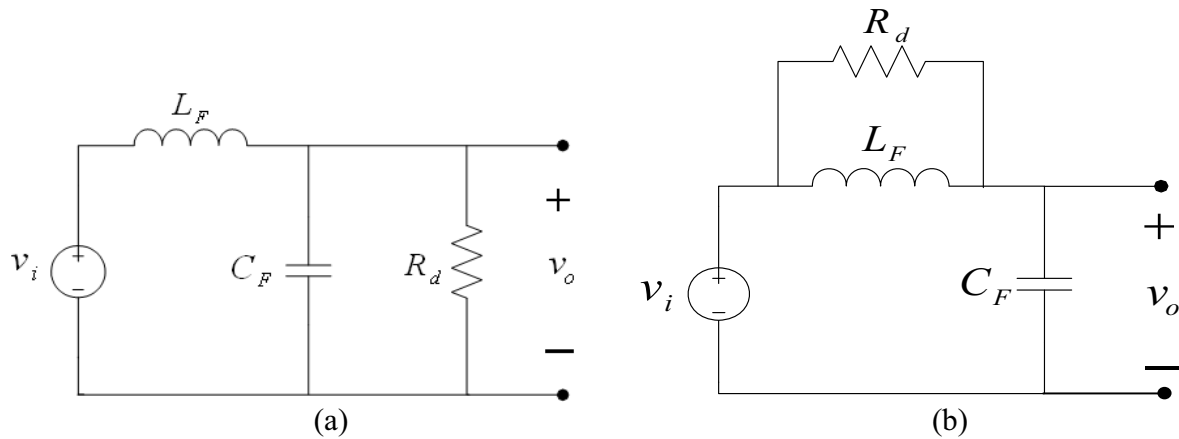 L_F
v_i
+
−
C_F
R_d
+
v_o
−
(a)
R_d
L_F
v_i
+
−
C_F
+
v_o
−
(b)